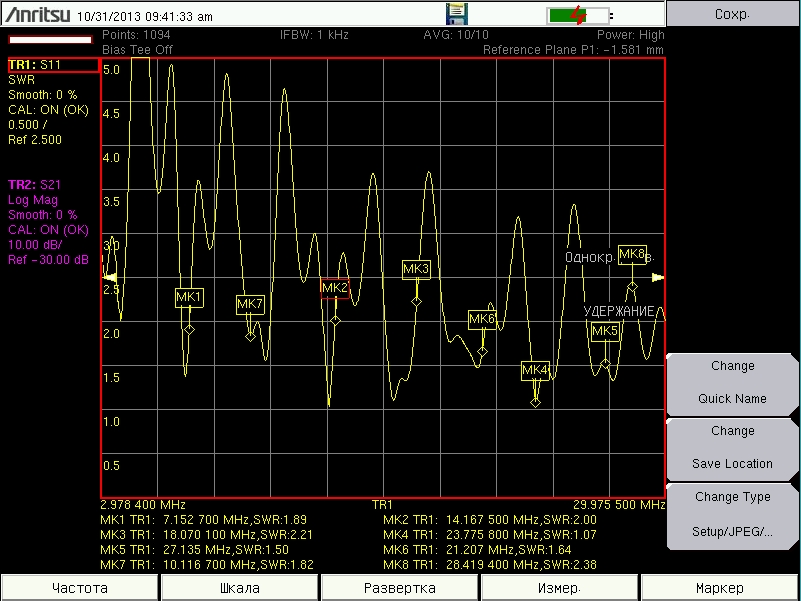 Anritsu 10/31/2013 09:41:33 am
Сохр.
Points: 1094 IFBW: 1 kHz AVG: 10/10 Power: High
Bias Tee Off Reference Plane P1: -1.581 mm
TR1: S11
SWR
Smooth: 0 %
CAL: ON (OK)
0.500 /
Ref 2.500
TR2: S21
Log Mag
Smooth: 0 %
CAL: ON (OK)
10.00 dB/
Ref -30.00 dB
5.0
4.5
4.0
3.5
3.0
2.5
2.0
1.5
1.0
0.5
MK1
MK7
MK2
MK3
MK6
MK4
MK5
MK8
Однокр.
УДЕРЖАНИЕ
Change
Quick Name
Change
Save Location
Change Type
Setup/JPEG/...
2.978 400 MHz TR1 29.975 500 MHz
MK1 TR1: 7.152 700 MHz,SWR:1.89 MK2 TR1: 14.167 500 MHz,SWR:2.00
MK3 TR1: 18.070 100 MHz,SWR:2.21 MK4 TR1: 23.775 800 MHz,SWR:1.07
MK5 TR1: 27.135 MHz,SWR:1.50 MK6 TR1: 21.207 MHz,SWR:1.64
MK7 TR1: 10.116 700 MHz,SWR:1.82 MK8 TR1: 28.419 400 MHz,SWR:2.38
Частота Шкала Развертка Измер. Маркер